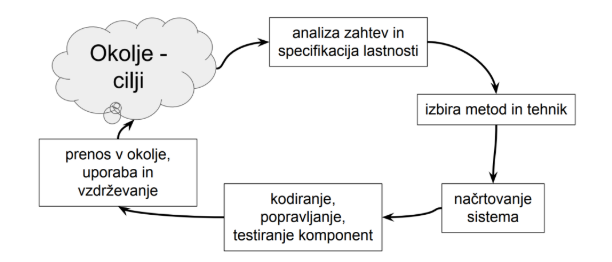 Okolje -
cilji
analiza zahtev in
specifikacija lastnosti
izbira metod in tehnik
načrtovanje
sistema
kodiranje,
popravljanje,
testiranje komponent
prenos v okolje,
uporaba in
vzdrževanje